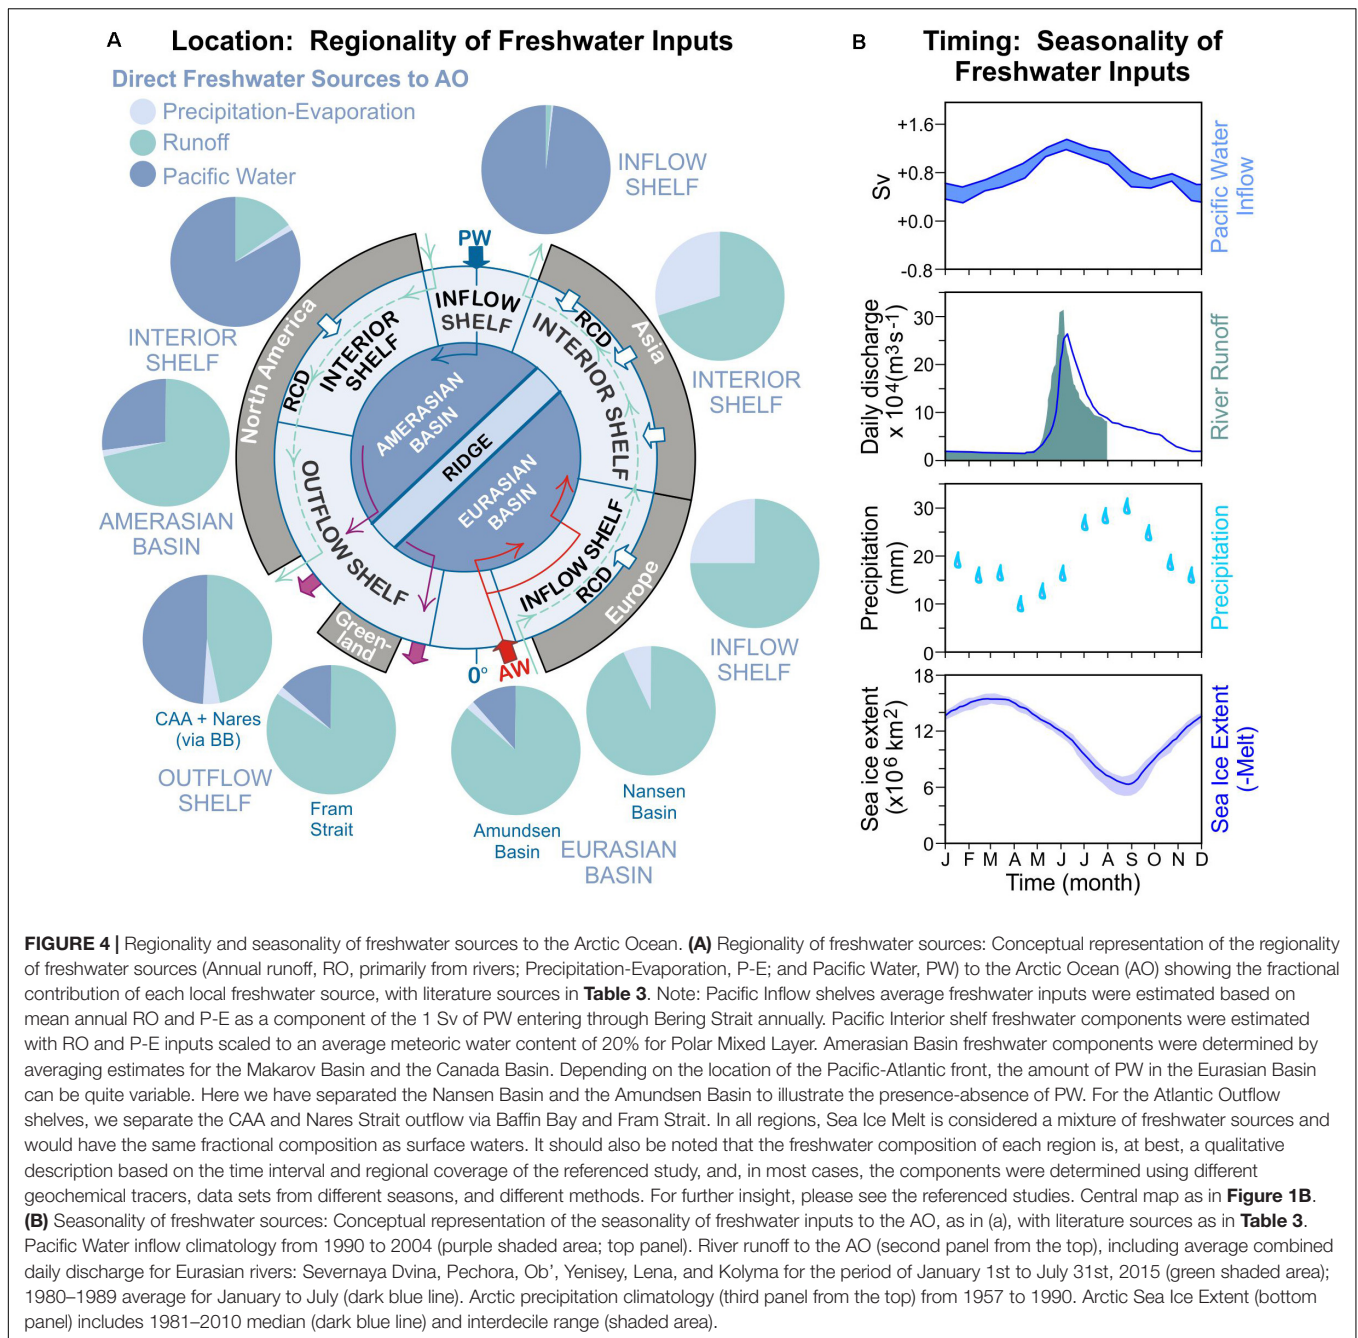 A Location: Regionality of Freshwater Inputs
Direct Freshwater Sources to AO
Precipitation-Evaporation
Runoff
Pacific Water
INFLOW
SHELF
INTERIOR
SHELF
INTERIOR
SHELF
AMERASIAN
BASIN
INFLOW
SHELF
CAA + Nares
(via BB)
OUTFLOW
SHELF
Fram
Strait
Amundsen
Basin
Nansen
Basin
EURASIAN
BASIN
PW
INFLOW
SHELF
North America
INTERIOR
SHELF
RCD
Asia
RCD
INTERIOR SHELF
AMERASIAN
BASIN
RIDGE
EURASIAN
BASIN
OUTFLOW SHELF
INFLOW SHELF
RCD
Europe
Green-
land
0°
AW
B Timing: Seasonality of
Freshwater Inputs
+1.6
+0.8
+0.0
-0.8
Sv
Pacific Water
Inflow
30
20
10
0
Daily discharge
x 10⁴(m³s-1)
River Runoff
30
20
10
0
Precipitation
(mm)
Precipitation
18
12
6
0
Sea ice extent
(x10⁶ km²)
Sea Ice Extent
(-Melt)
J F M A M J J A S O N D
Time (month)
FIGURE 4 | Regionality and seasonality of freshwater sources to the Arctic Ocean. (A) Regionality of freshwater sources: Conceptual representation of the regionality
of freshwater sources (Annual runoff, RO, primarily from rivers; Precipitation-Evaporation, P-E; and Pacific Water, PW) to the Arctic Ocean (AO) showing the fractional
contribution of each local freshwater source, with literature sources in Table 3. Note: Pacific Inflow shelves average freshwater inputs were estimated based on
mean annual RO and P-E as a component of the 1 Sv of PW entering through Bering Strait annually. Pacific Interior shelf freshwater components were estimated
with RO and P-E inputs scaled to an average meteoric water content of 20% for Polar Mixed Layer. Amerasian Basin freshwater components were determined by
averaging estimates for the Makarov Basin and the Canada Basin. Depending on the location of the Pacific-Atlantic front, the amount of PW in the Eurasian Basin
can be quite variable. Here we have separated the Nansen Basin and the Amundsen Basin to illustrate the presence-absence of PW. For the Atlantic Outflow
shelves, we separate the CAA and Nares Strait outflow via Baffin Bay and Fram Strait. In all regions, Sea Ice Melt is considered a mixture of freshwater sources and
would have the same fractional composition as surface waters. It should also be noted that the freshwater composition of each region is, at best, a qualitative
description based on the time interval and regional coverage of the referenced study, and, in most cases, the components were determined using different
geochemical tracers, data sets from different seasons, and different methods. For further insight, please see the referenced studies. Central map as in Figure 1B.
(B) Seasonality of freshwater sources: Conceptual representation of the seasonality of freshwater inputs to the AO, as in (a), with literature sources as in Table 3.
Pacific Water inflow climatology from 1990 to 2004 (purple shaded area; top panel). River runoff to the AO (second panel from the top), including average combined
daily discharge for Eurasian rivers: Severnaya Dvina, Pechora, Ob', Yenisey, Lena, and Kolyma for the period of January 1st to July 31st, 2015 (green shaded area);
1980–1989 average for January to July (dark blue line). Arctic precipitation climatology (third panel from the top) from 1957 to 1990. Arctic Sea Ice Extent (bottom
panel) includes 1981–2010 median (dark blue line) and interdecile range (shaded area).